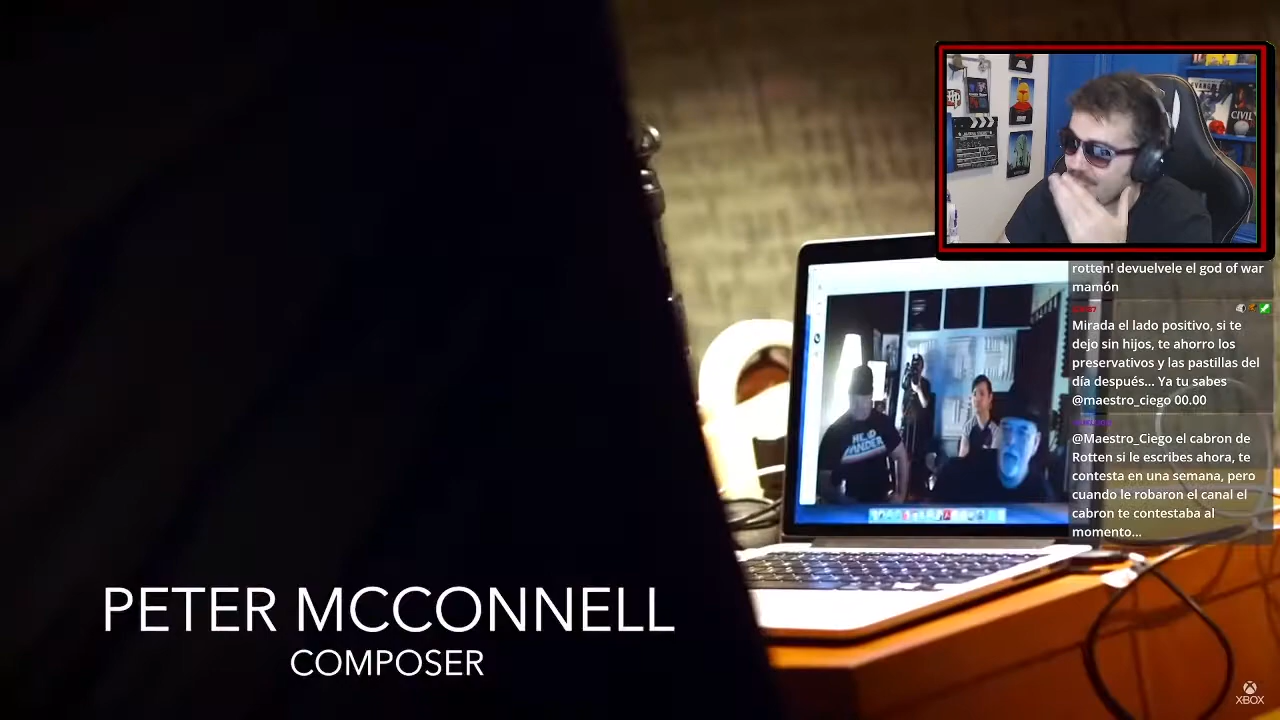 CIVIL
rotten! devuelvele el god of war
mamón
Mirada el lado positivo, si te
dejo sin hijos, te ahorro los
preservativos y las pastillas del
día después... Ya tu sabes
@maestro_ciego 00.00
@Maestro_Ciego el cabron de
Rotten si le escribes ahora, te
contesta en una semana, pero
cuando le robaron el canal el
cabron te contestaba al
momento...
PETER MCCONNELL
COMPOSER
XBOX